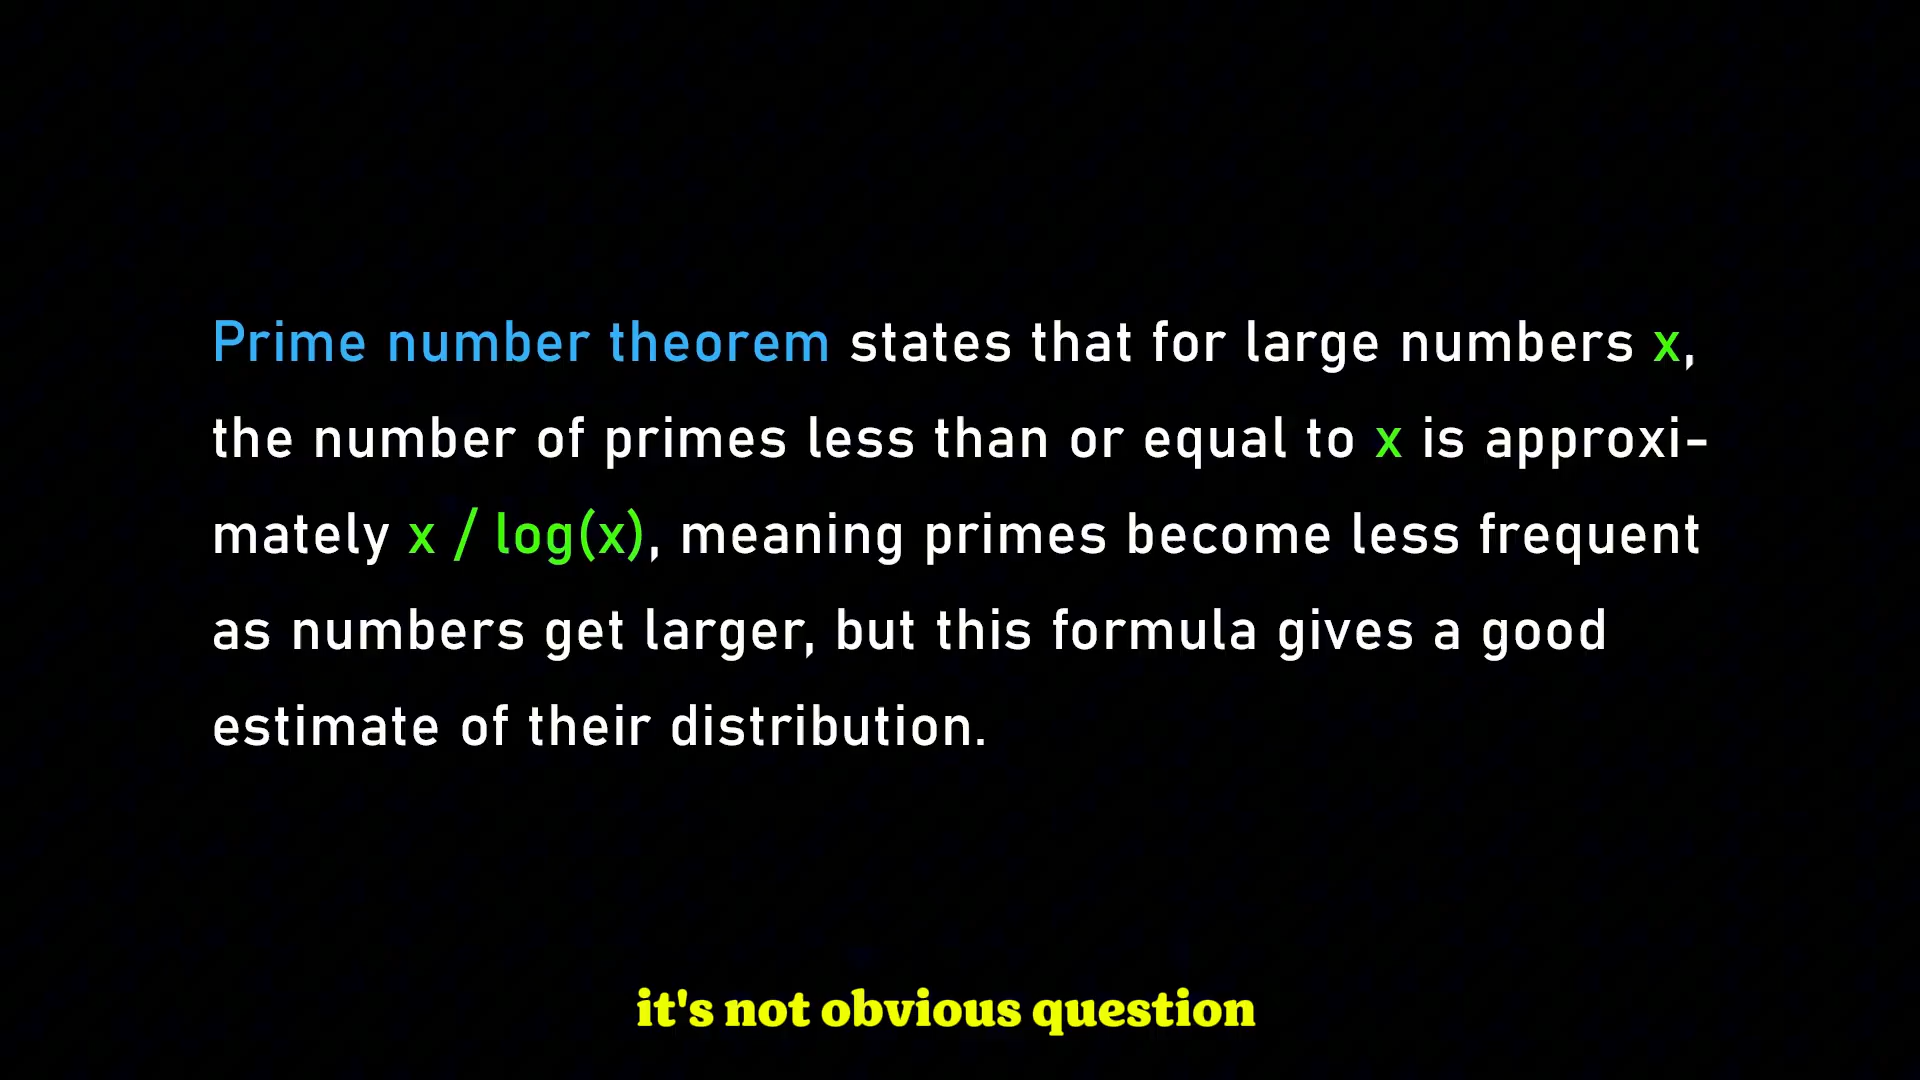 Prime number theorem states that for large numbers x,
the number of primes less than or equal to x is approxi-
mately x / log(x), meaning primes become less frequent
as numbers get larger, but this formula gives a good
estimate of their distribution.
it's not obvious question